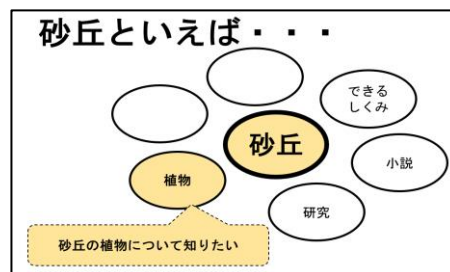 砂丘といえば・・・
できる
しくみ
砂丘
小説
植物
研究
砂丘の植物について知りたい